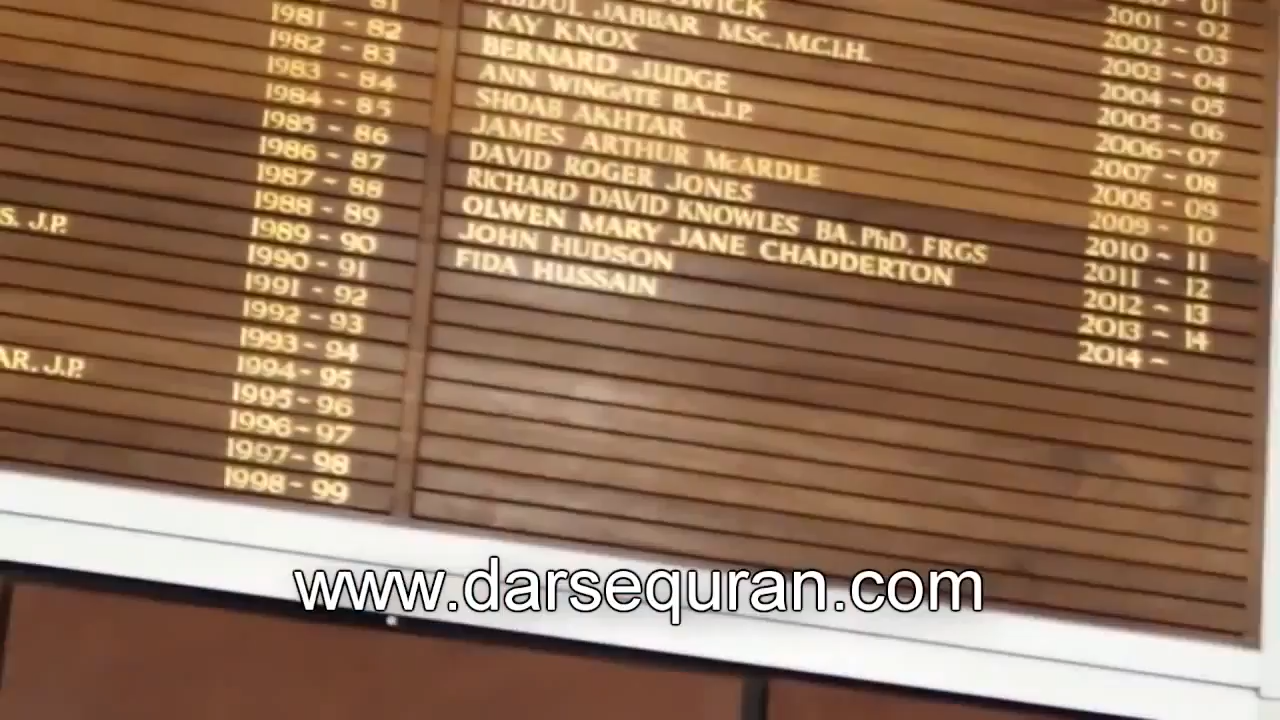 81
1981 - 82
1982 - 83
1983 - 84
1984 - 85
1985 - 86
1986 - 87
1987 - 88
1988 - 89
S. J.P.
1989 - 90
1990 - 91
1991 - 92
1992 - 93
1993 - 94
AR. J.P.
1994 - 95
1995 - 96
1996 - 97
1997 - 98
1998 - 99
01
2001 - 02
2002 - 03
2003 - 04
ABDUL JABBAR MSc., M.C.I.H. 2004 - 05
KAY KNOX 2005 - 06
BERNARD JUDGE 2006 - 07
ANN WINGATE BA., J.P. 2007 - 08
SHOAB AKHTAR 2008 - 09
JAMES ARTHUR McARDLE 2009 - 10
DAVID ROGER JONES 2010 - 11
RICHARD DAVID KNOWLES BA. PhD. FRGS 2011 - 12
OLWEN MARY JANE CHADDERTON 2012 - 13
JOHN HUDSON 2013 - 14
FIDA HUSSAIN 2014 -
www.darsequran.com